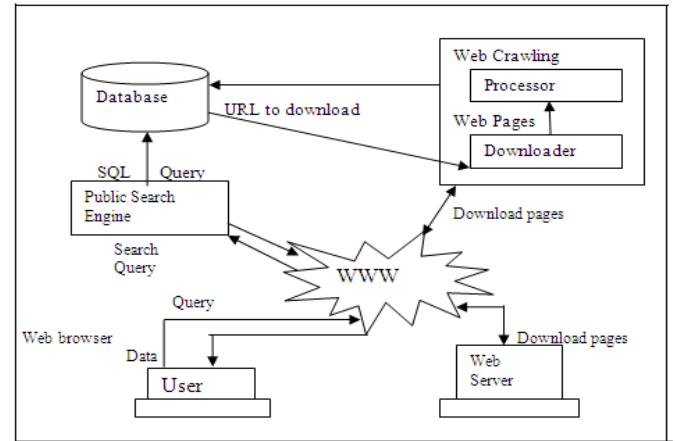 Web Crawling
Processor
Database
URL to download
Web Pages
Downloader
SQL Query
Public Search
Engine
Download pages
Search
Query
WWW
Query
Web browser
Download pages
Data
User
Web
Server